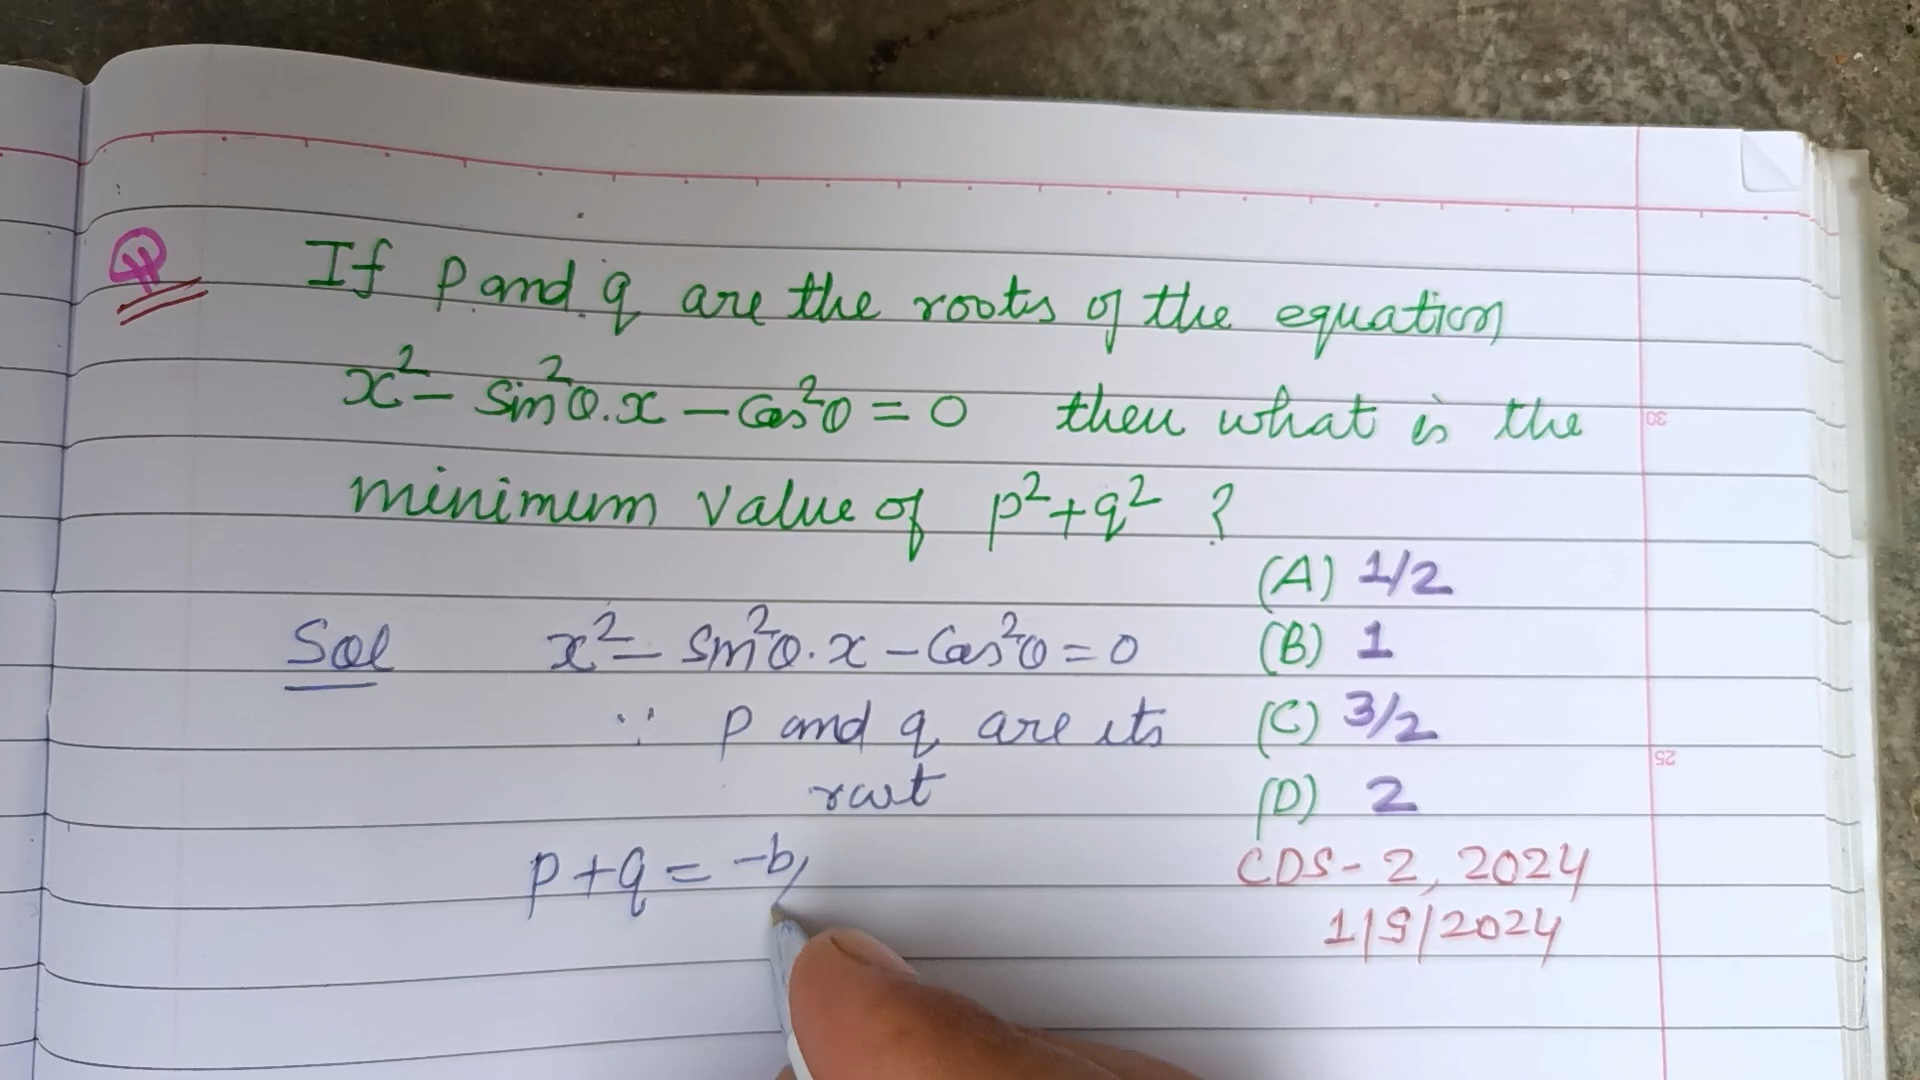 Q If p and q are the roots of the equation
x² - sin²θ.x - Cos²θ = 0 then what is the
minimum value of p²+q² ?
(A) 1/2
Sol x² - Sin²θ.x - Cos²θ = 0 (B) 1
∵ p and q are its (C) 3/2
root (D) 2
p+q = -b/ CDS-2, 2024
1/9/2024
30
25